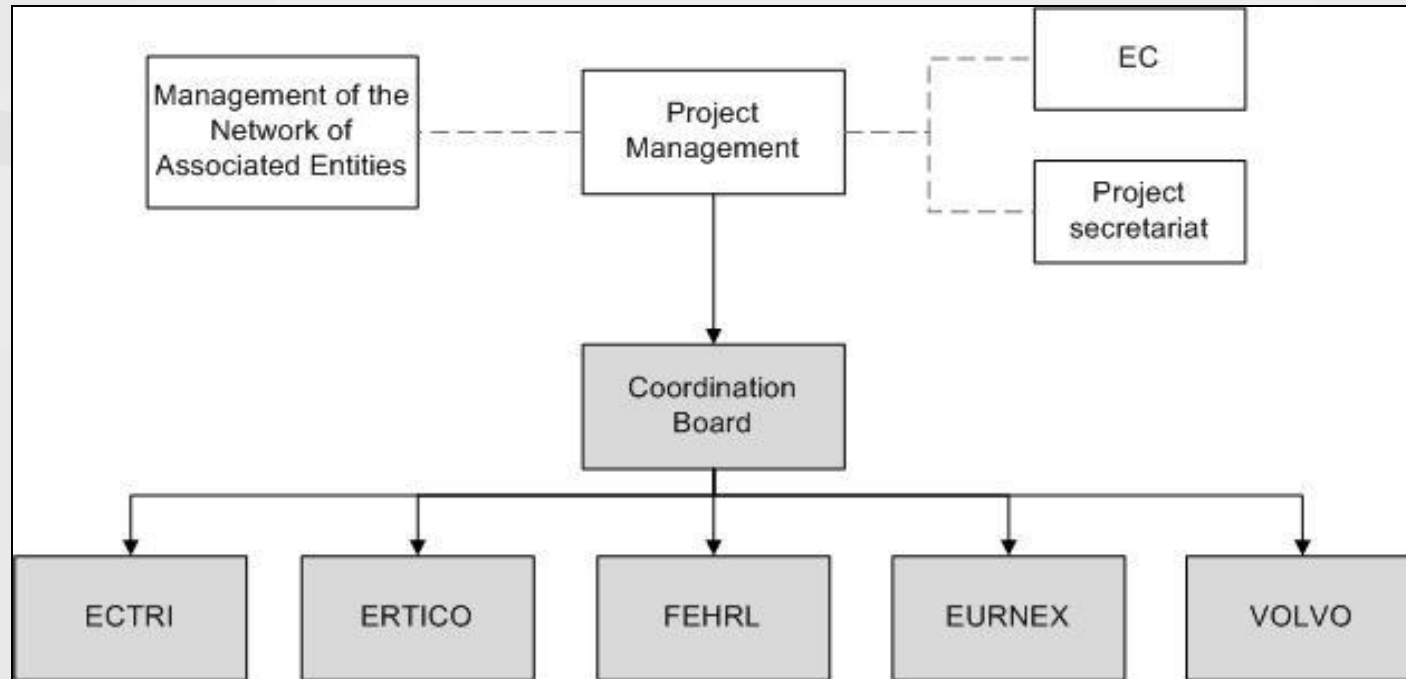 Management of the
Network of
Associated Entities
Project
Management
EC
Project
secretariat
Coordination
Board
ECTRI
ERTICO
FEHRL
EURNEX
VOLVO